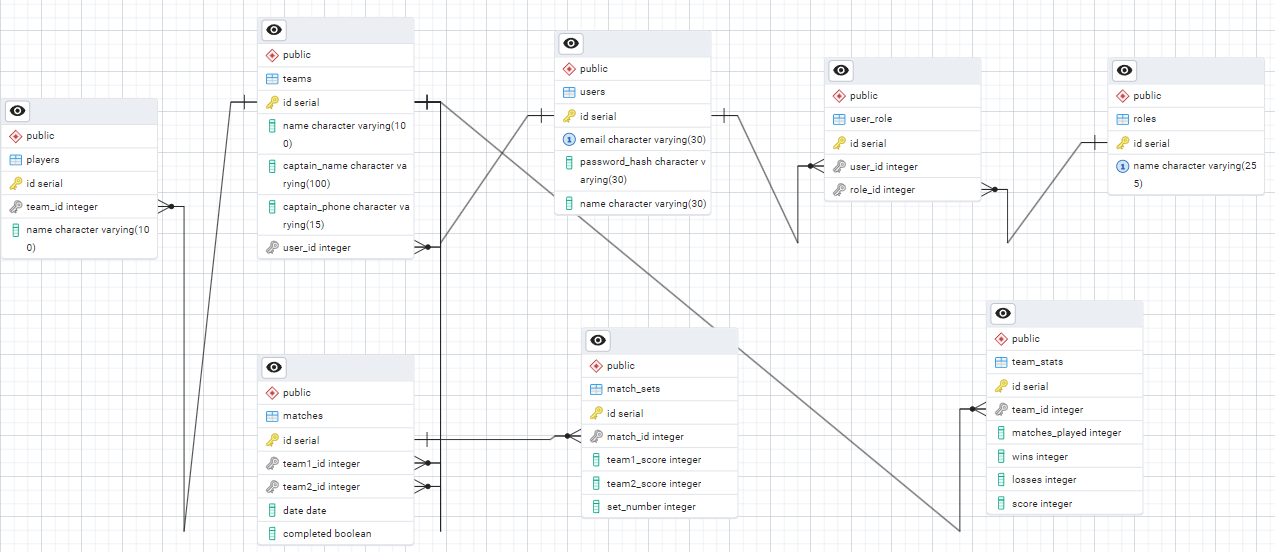 public
players
id serial
team_id integer
name character varying(10
0)
public
teams
id serial
name character varying(10
0)
captain_name character va
rying(100)
captain_phone character va
rying(15)
user_id integer
public
users
id serial
email character varying(30)
password_hash character v
arying(30)
name character varying(30)
public
user_role
id serial
user_id integer
role_id integer
public
roles
id serial
name character varying(25
5)
public
matches
id serial
team1_id integer
team2_id integer
date date
completed boolean
public
match_sets
id serial
match_id integer
team1_score integer
team2_score integer
set_number integer
public
team_stats
id serial
team_id integer
matches_played integer
wins integer
losses integer
score integer